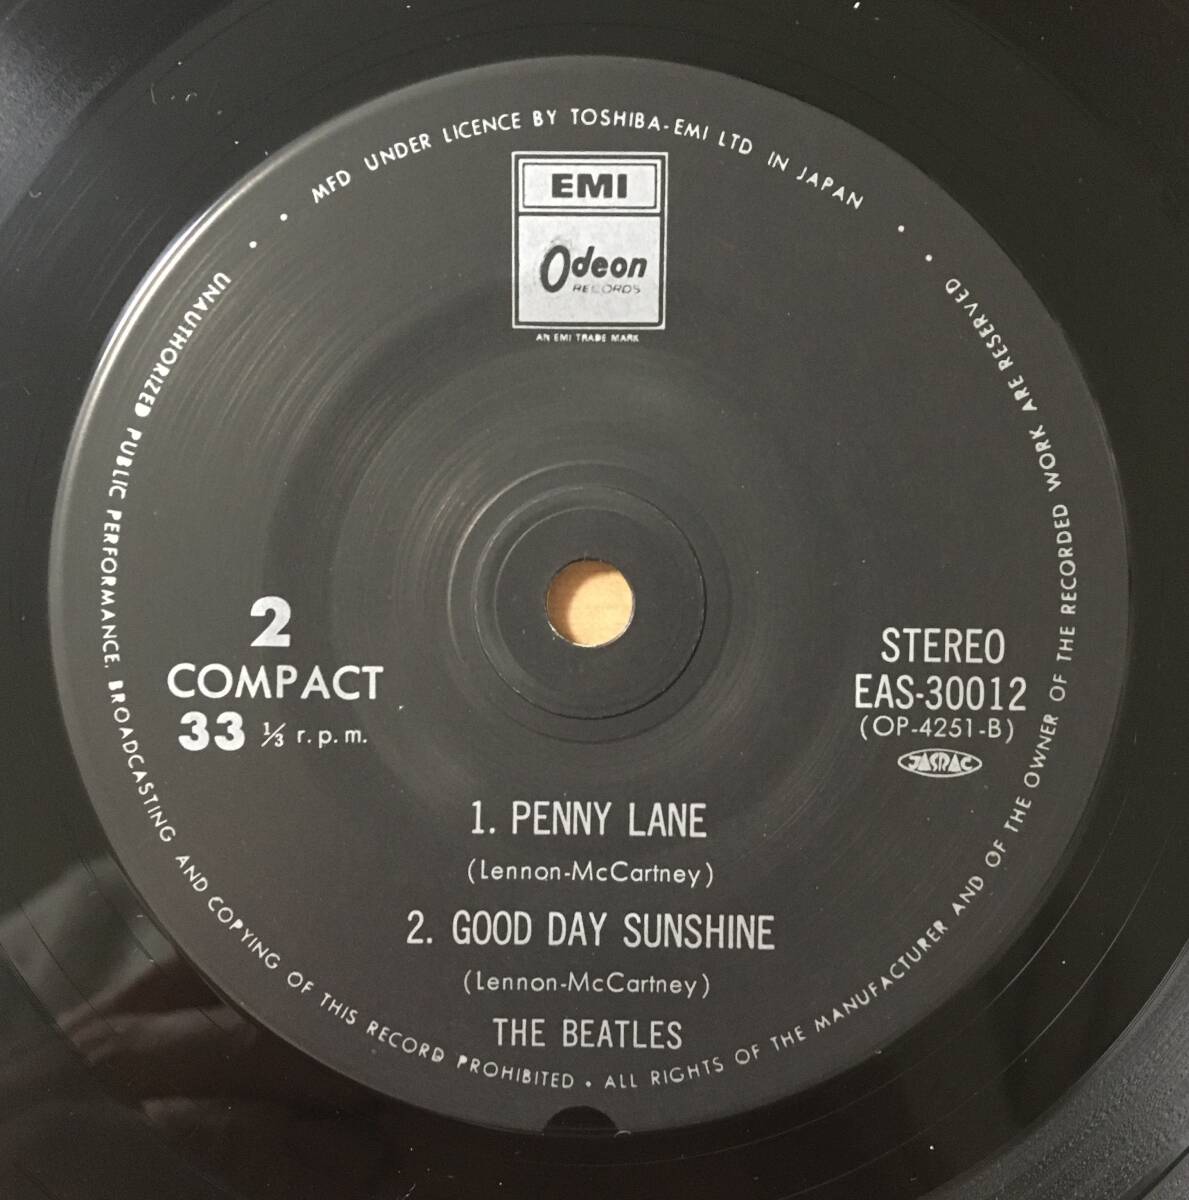 MFD UNDER LICENCE BY TOSHIBA-EMI LTD IN JAPAN
EMI
Odeon
RECORDS
AN EMI TRADE MARK
2
COMPACT
33 ⅓ r.p.m.
STEREO
EAS-30012
(OP-4251-B)
JASRAC
1. PENNY LANE
(Lennon-McCartney)
2. GOOD DAY SUNSHINE
(Lennon-McCartney)
THE BEATLES
UNAUTHORIZED PUBLIC PERFORMANCE, BROADCASTING AND COPYING OF THIS RECORD PROHIBITED • ALL RIGHTS OF THE MANUFACTURER AND OF THE OWNER OF THE RECORDED WORK ARE RESERVED